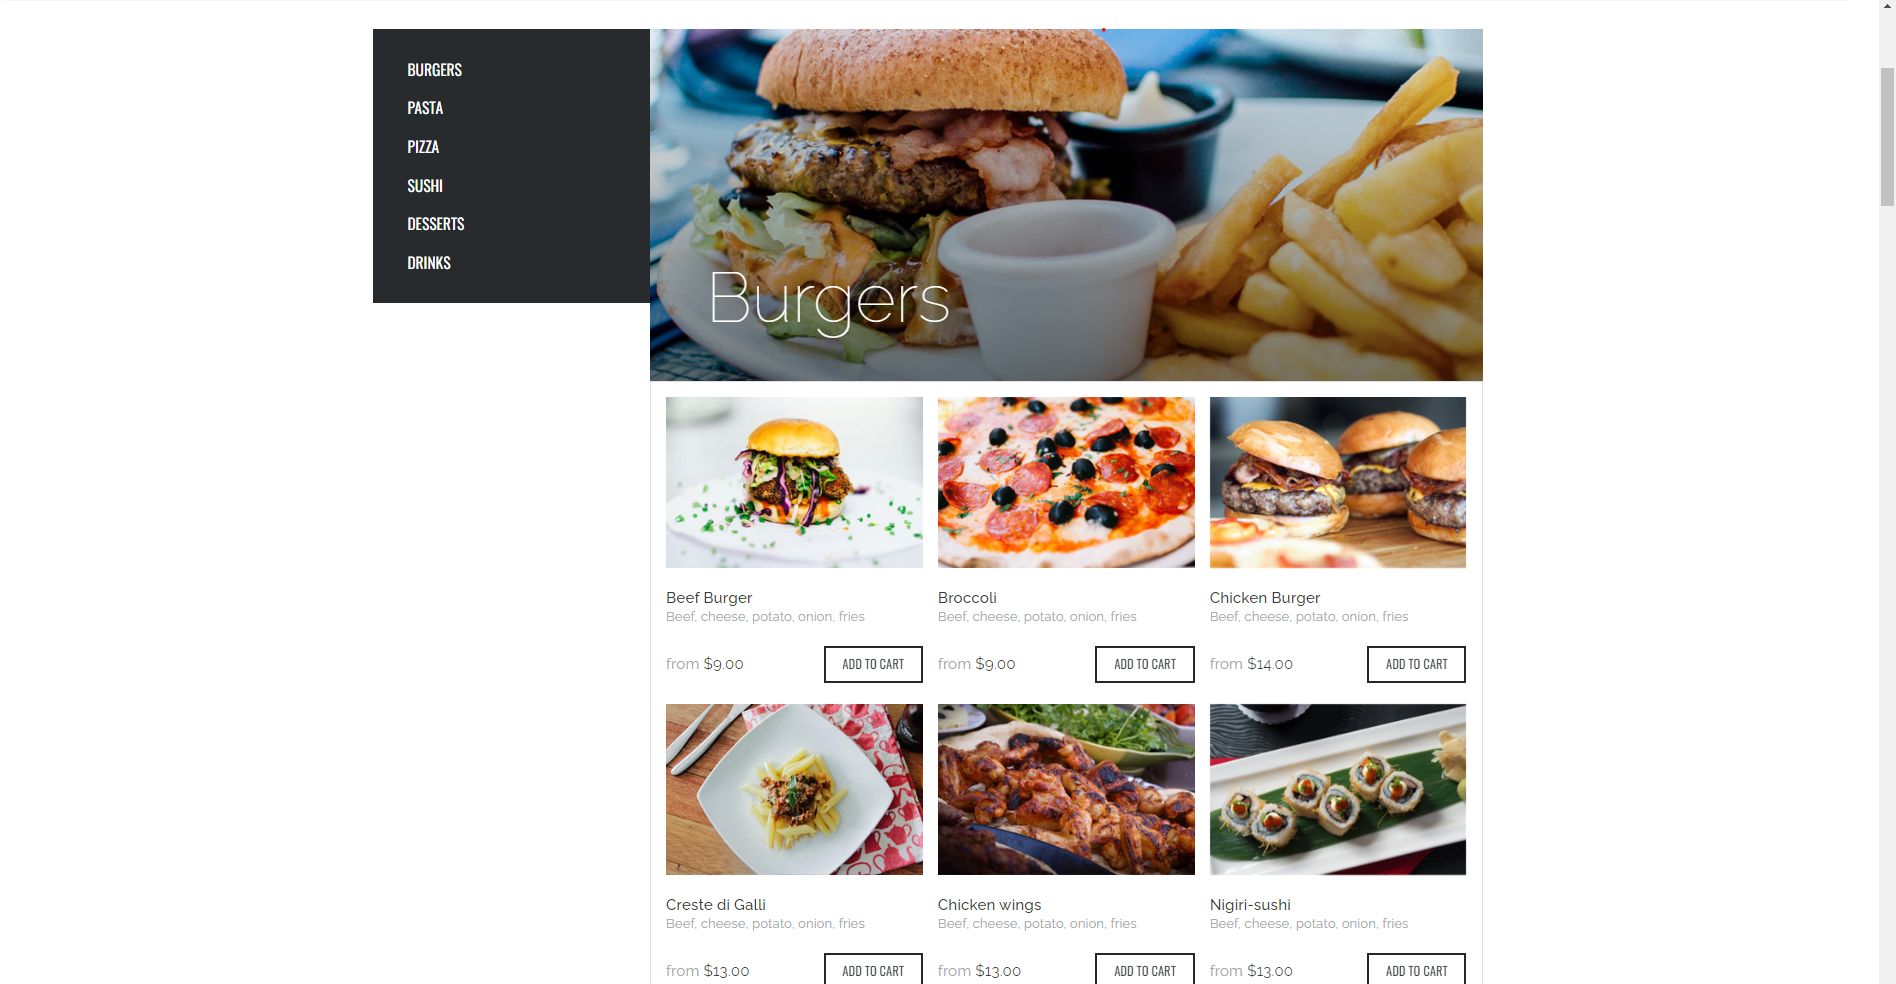 BURGERS
PASTA
PIZZA
SUSHI
DESSERTS
DRINKS
Burgers
Beef Burger
Beef, cheese, potato, onion, fries
from $9.00
ADD TO CART
Broccoli
Beef, cheese, potato, onion, fries
from $9.00
ADD TO CART
Chicken Burger
Beef, cheese, potato, onion, fries
from $14.00
ADD TO CART
Creste di Galli
Beef, cheese, potato, onion, fries
from $13.00
ADD TO CART
Chicken wings
Beef, cheese, potato, onion, fries
from $13.00
ADD TO CART
Nigiri-sushi
Beef, cheese, potato, onion, fries
from $13.00
ADD TO CART